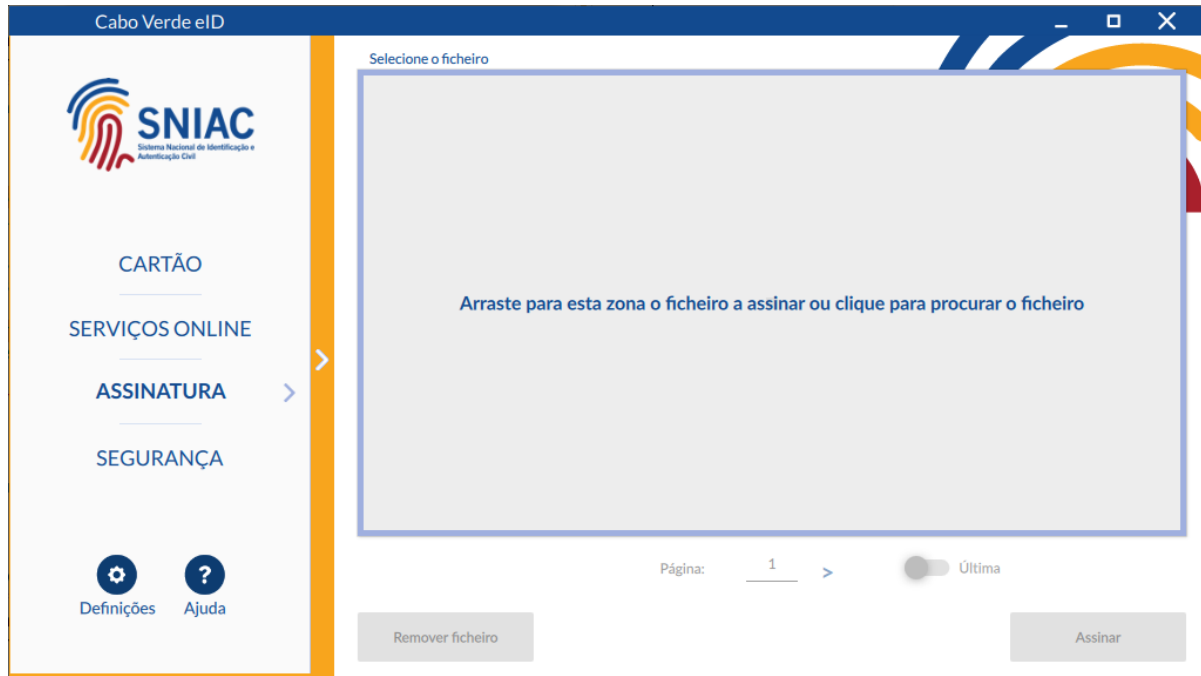 Cabo Verde eID
SNIAC
Sistema Nacional de Identificação e
Autenticação Civil
CARTÃO
SERVIÇOS ONLINE
ASSINATURA
SEGURANÇA
Definições
Ajuda
Selecione o ficheiro
Arraste para esta zona o ficheiro a assinar ou clique para procurar o ficheiro
Página: 1 > Última
Remover ficheiro
Assinar